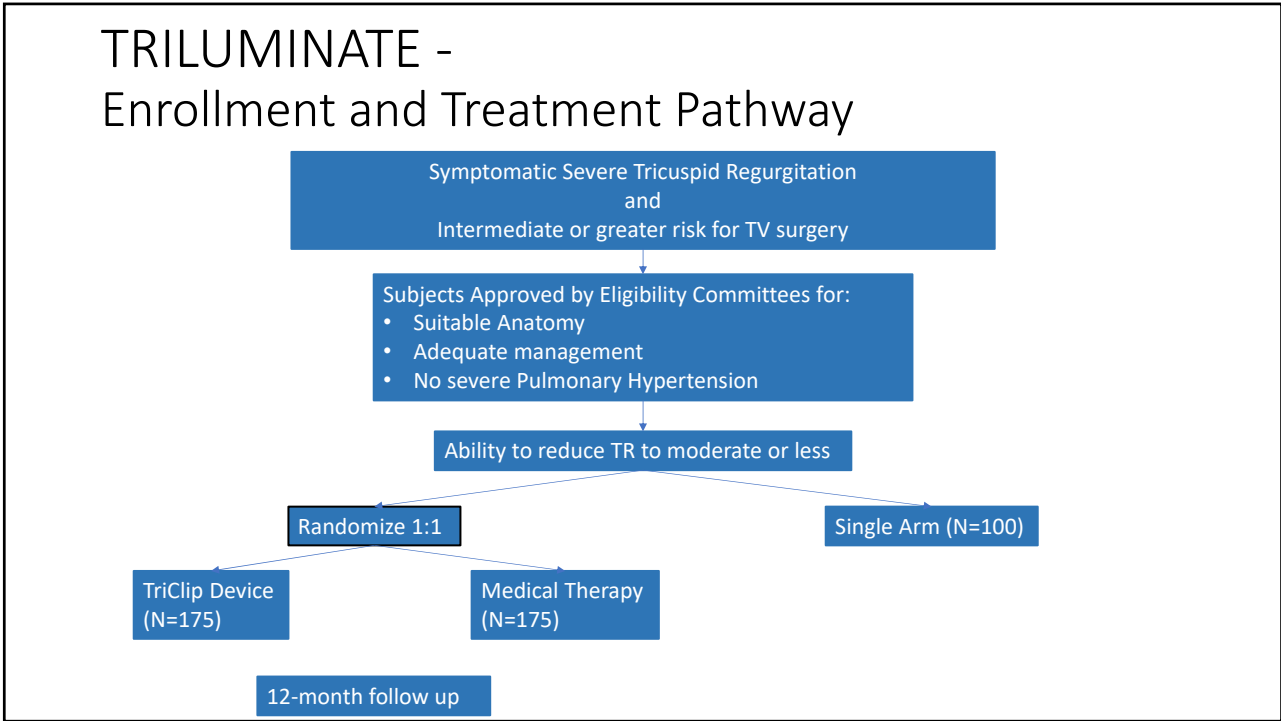 TRILUMINATE -
Enrollment and Treatment Pathway
Symptomatic Severe Tricuspid Regurgitation
and
Intermediate or greater risk for TV surgery
Subjects Approved by Eligibility Committees for:
• Suitable Anatomy
• Adequate management
• No severe Pulmonary Hypertension
Ability to reduce TR to moderate or less
Randomize 1:1
Single Arm (N=100)
TriClip Device
(N=175)
Medical Therapy
(N=175)
12-month follow up